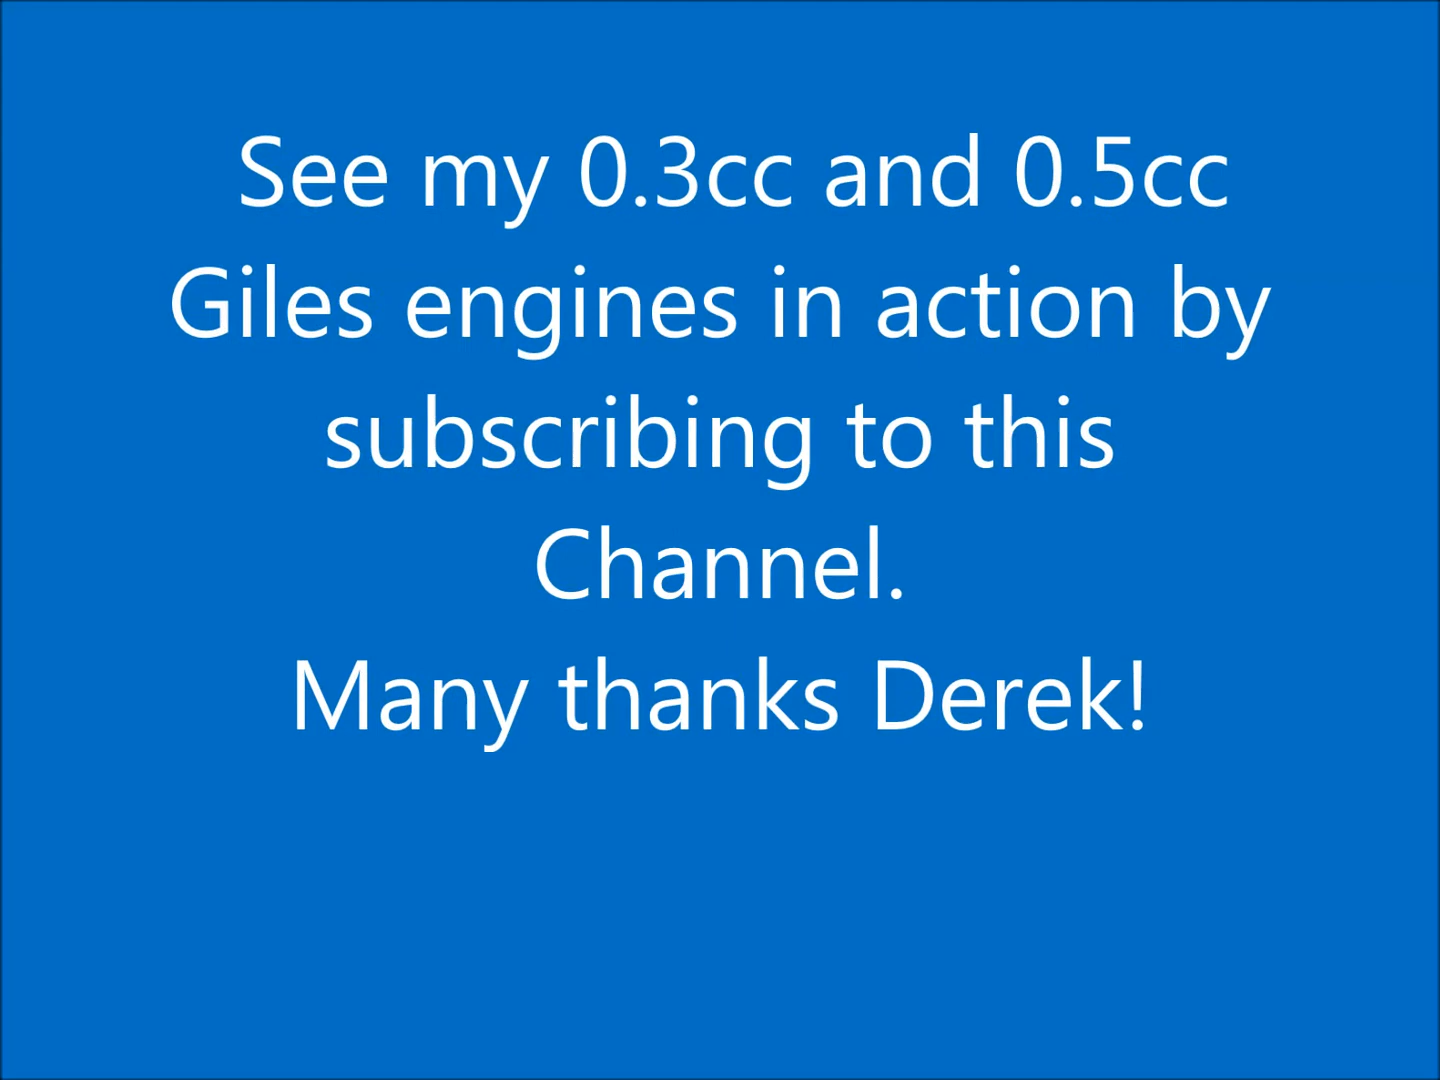 See my 0.3cc and 0.5cc
Giles engines in action by
subscribing to this
Channel.
Many thanks Derek!